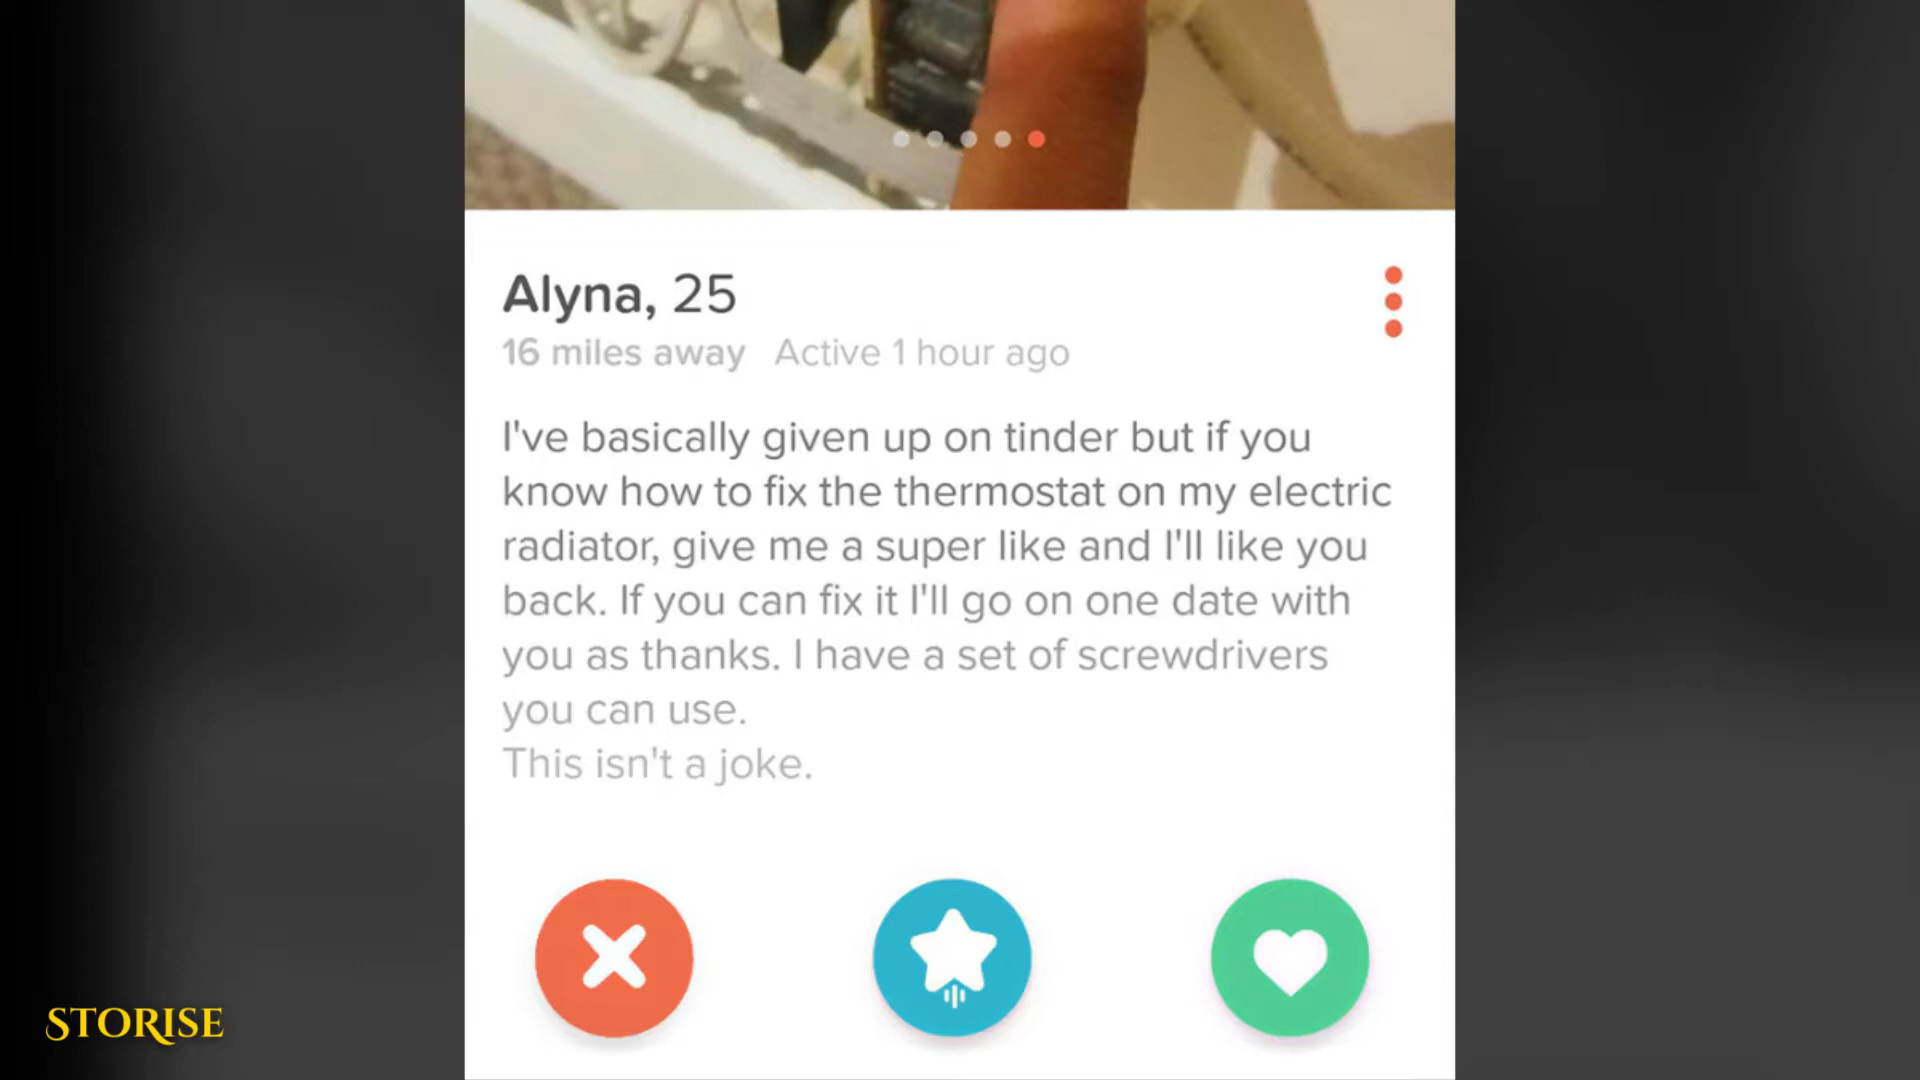 Alyna, 25
16 miles away Active 1 hour ago
I've basically given up on tinder but if you
know how to fix the thermostat on my electric
radiator, give me a super like and I'll like you
back. If you can fix it I'll go on one date with
you as thanks. I have a set of screwdrivers
you can use.
This isn't a joke.
STORISE